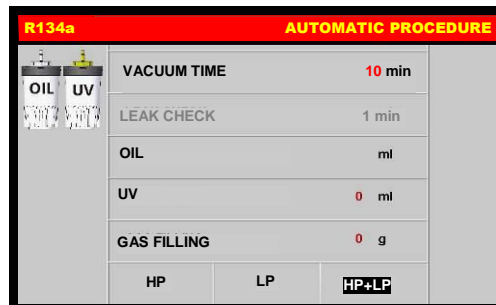 R134a AUTOMATIC PROCEDURE
OIL UV
VACUUM TIME 10 min
LEAK CHECK 1 min
OIL ml
UV 0 ml
GAS FILLING 0 g
HP LP HP+LP